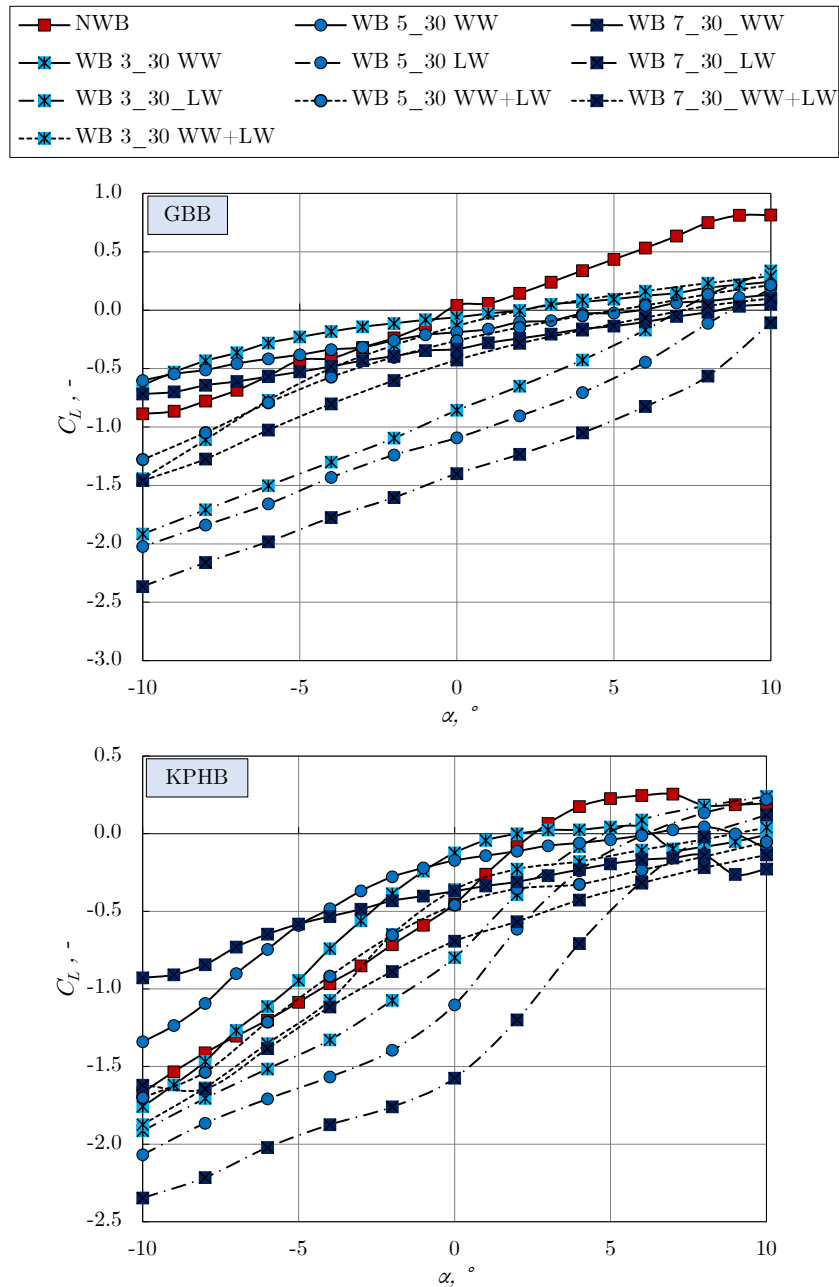 NWB WB 5_30 WW WB 7_30_WW
WB 3_30 WW WB 5_30 LW WB 7_30_LW
WB 3_30_LW WB 5_30 WW+LW WB 7_30_WW+LW
WB 3_30 WW+LW
1.0
GBB
0.5
0.0
-0.5
-1.0
-1.5
-2.0
-2.5
-3.0
C_L, -
-10 -5 0 5 10
α, °
0.5
KPHB
0.0
-0.5
-1.0
-1.5
-2.0
-2.5
C_L, -
-10 -5 0 5 10
α, °